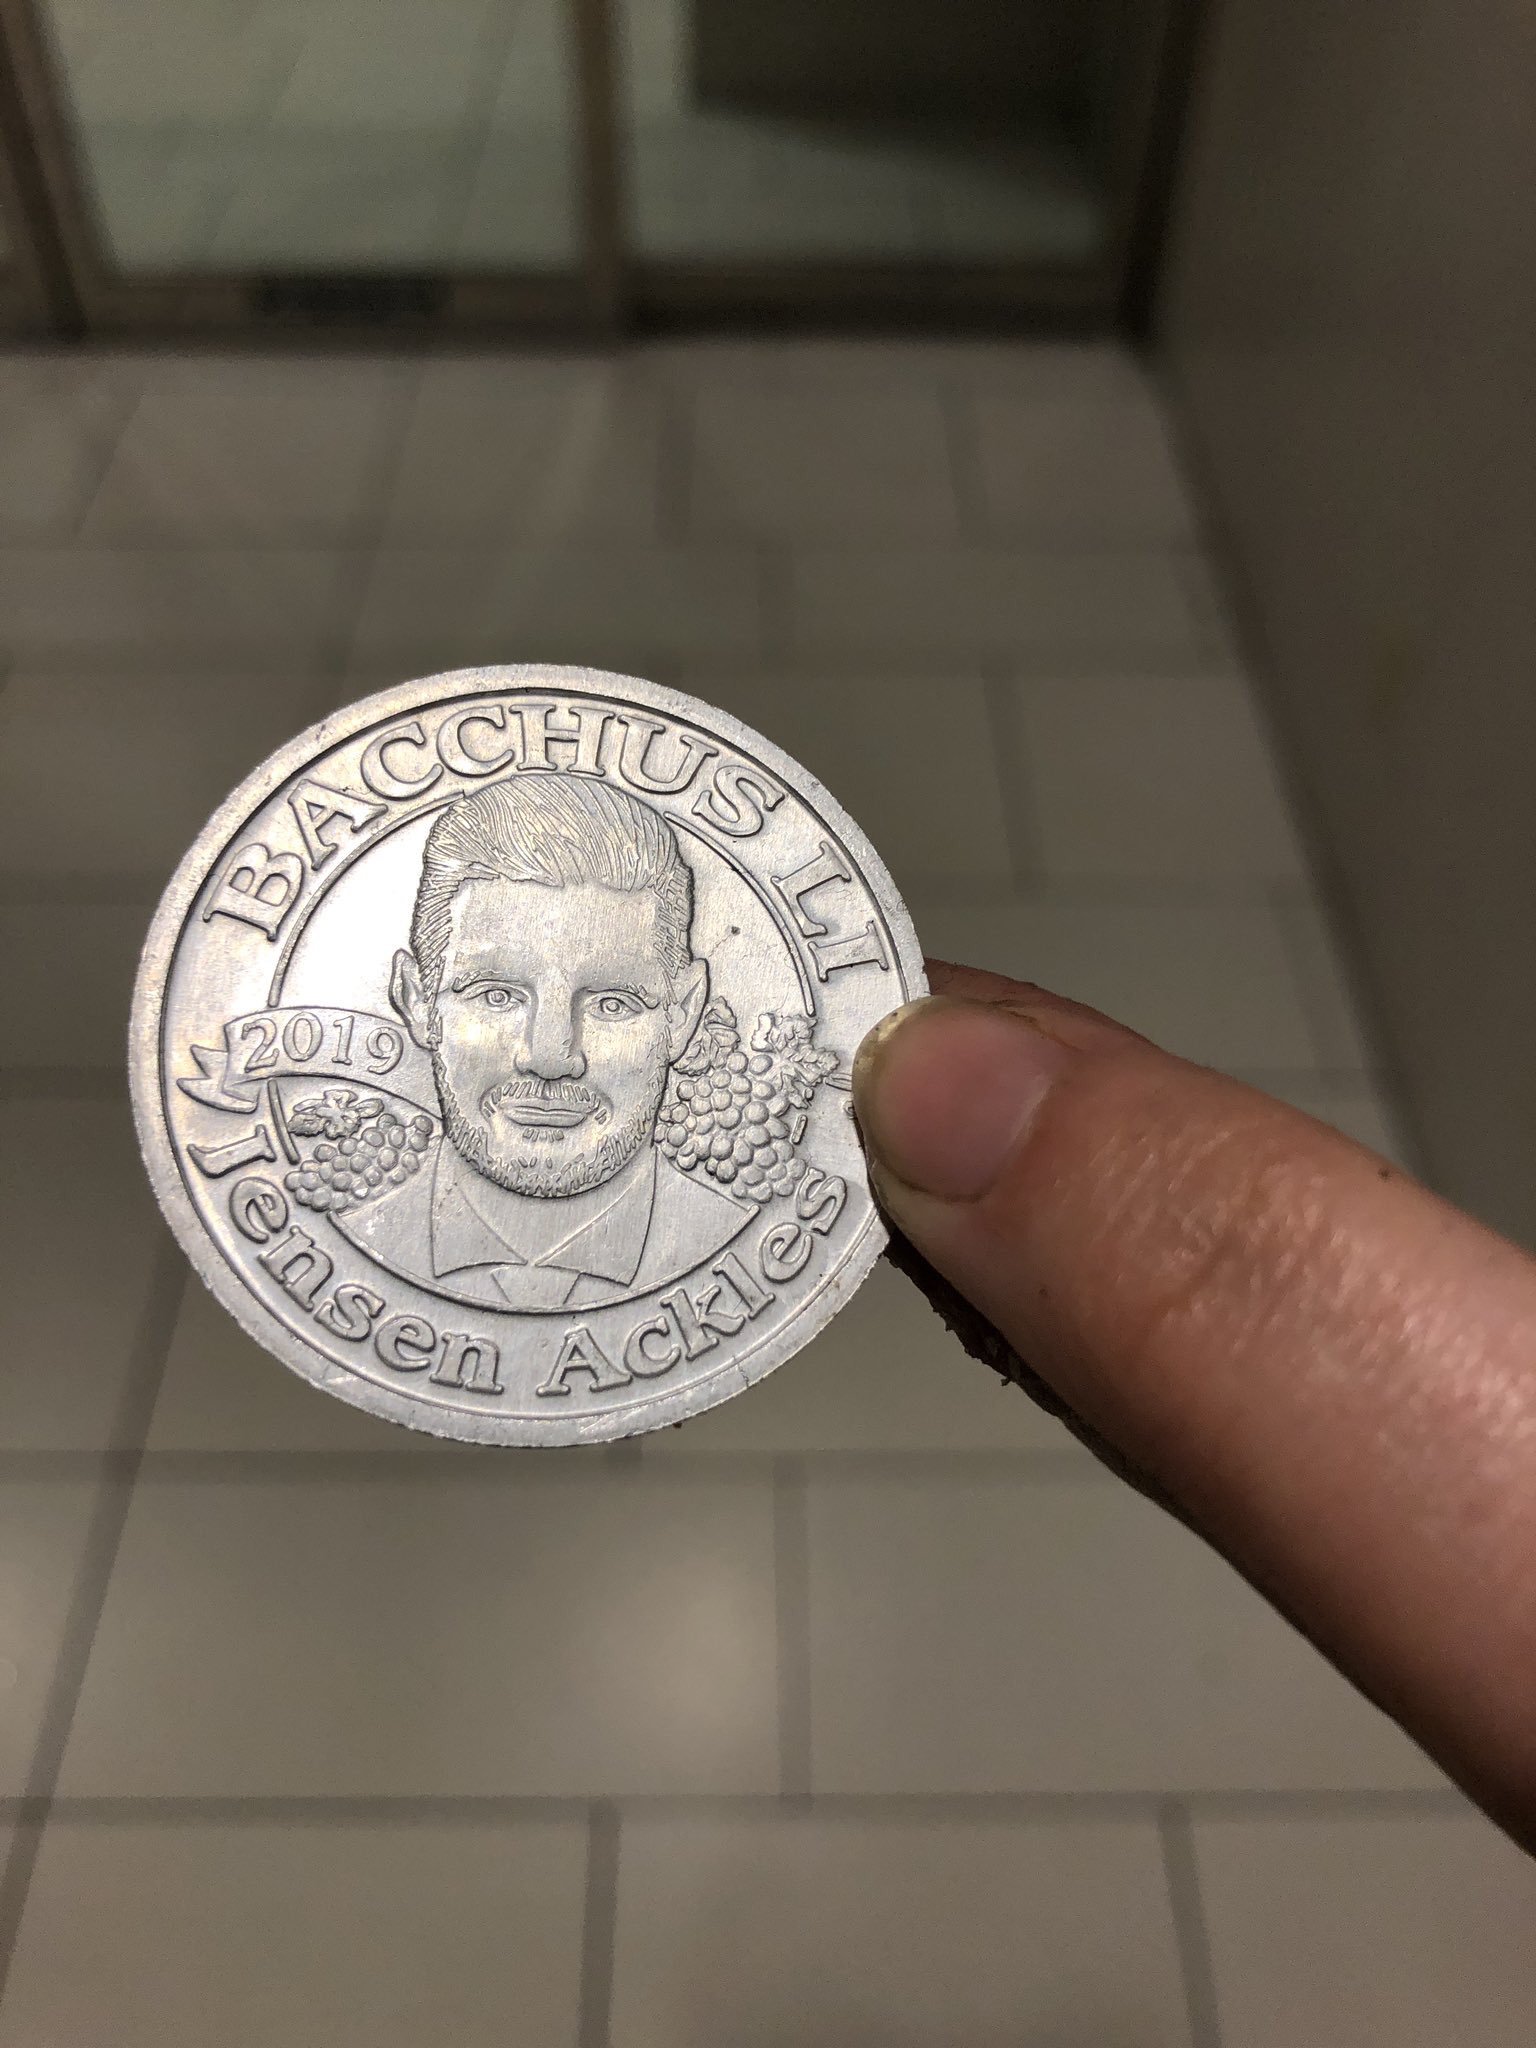 BACCHUS LI
2019
Jensen Ackles